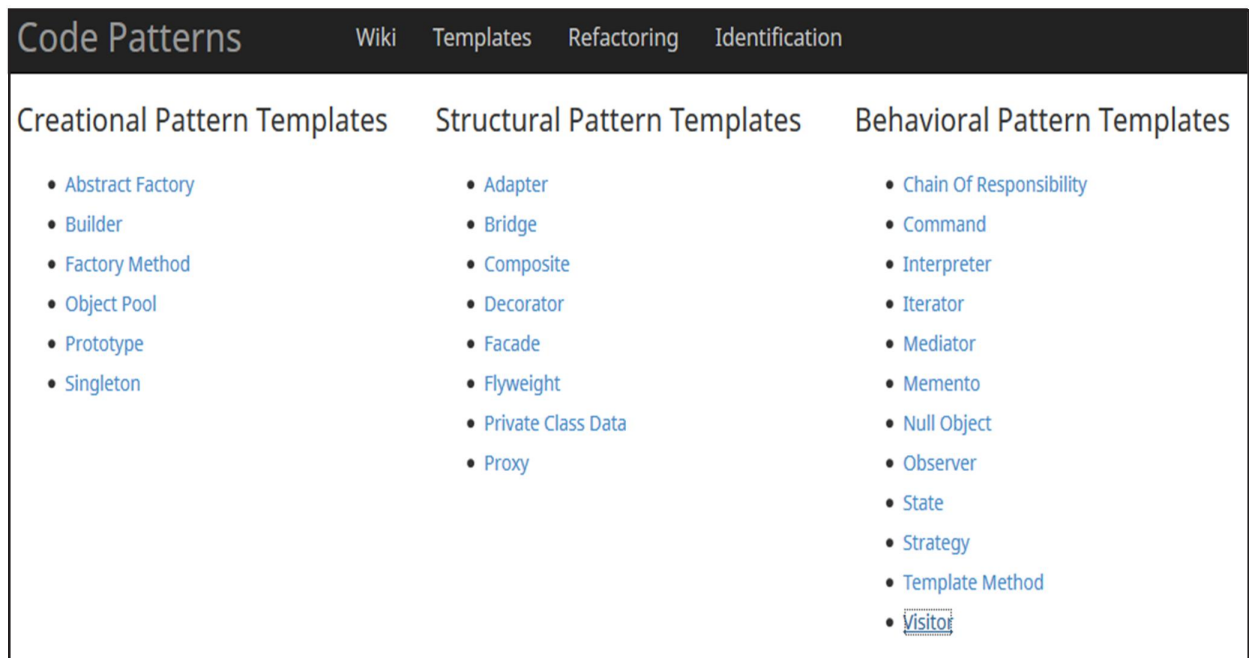 Code Patterns Wiki Templates Refactoring Identification
Creational Pattern Templates
Abstract Factory
Builder
Factory Method
Object Pool
Prototype
Singleton
Structural Pattern Templates
Adapter
Bridge
Composite
Decorator
Facade
Flyweight
Private Class Data
Proxy
Behavioral Pattern Templates
Chain Of Responsibility
Command
Interpreter
Iterator
Mediator
Memento
Null Object
Observer
State
Strategy
Template Method
Visitor